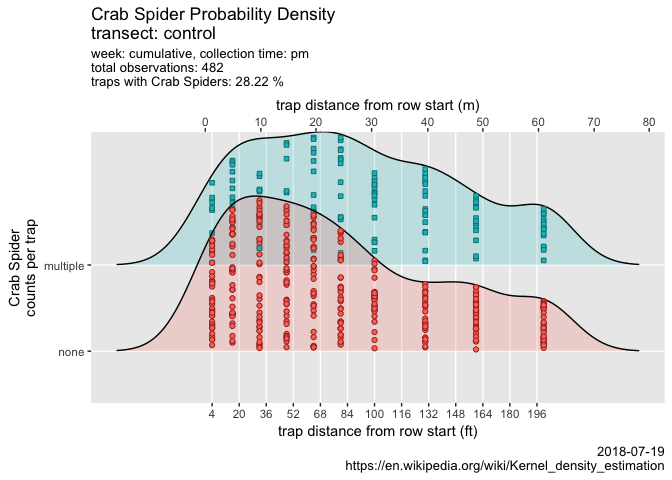 Crab Spider Probability Density
transect: control
week: cumulative, collection time: pm
total observations: 482
traps with Crab Spiders: 28.22 %
trap distance from row start (m)
0 10 20 30 40 50 60 70 80
Crab Spider
counts per trap
multiple
none
4 20 36 52 68 84 100 116 132 148 164 180 196
trap distance from row start (ft)
2018-07-19
https://en.wikipedia.org/wiki/Kernel_density_estimation